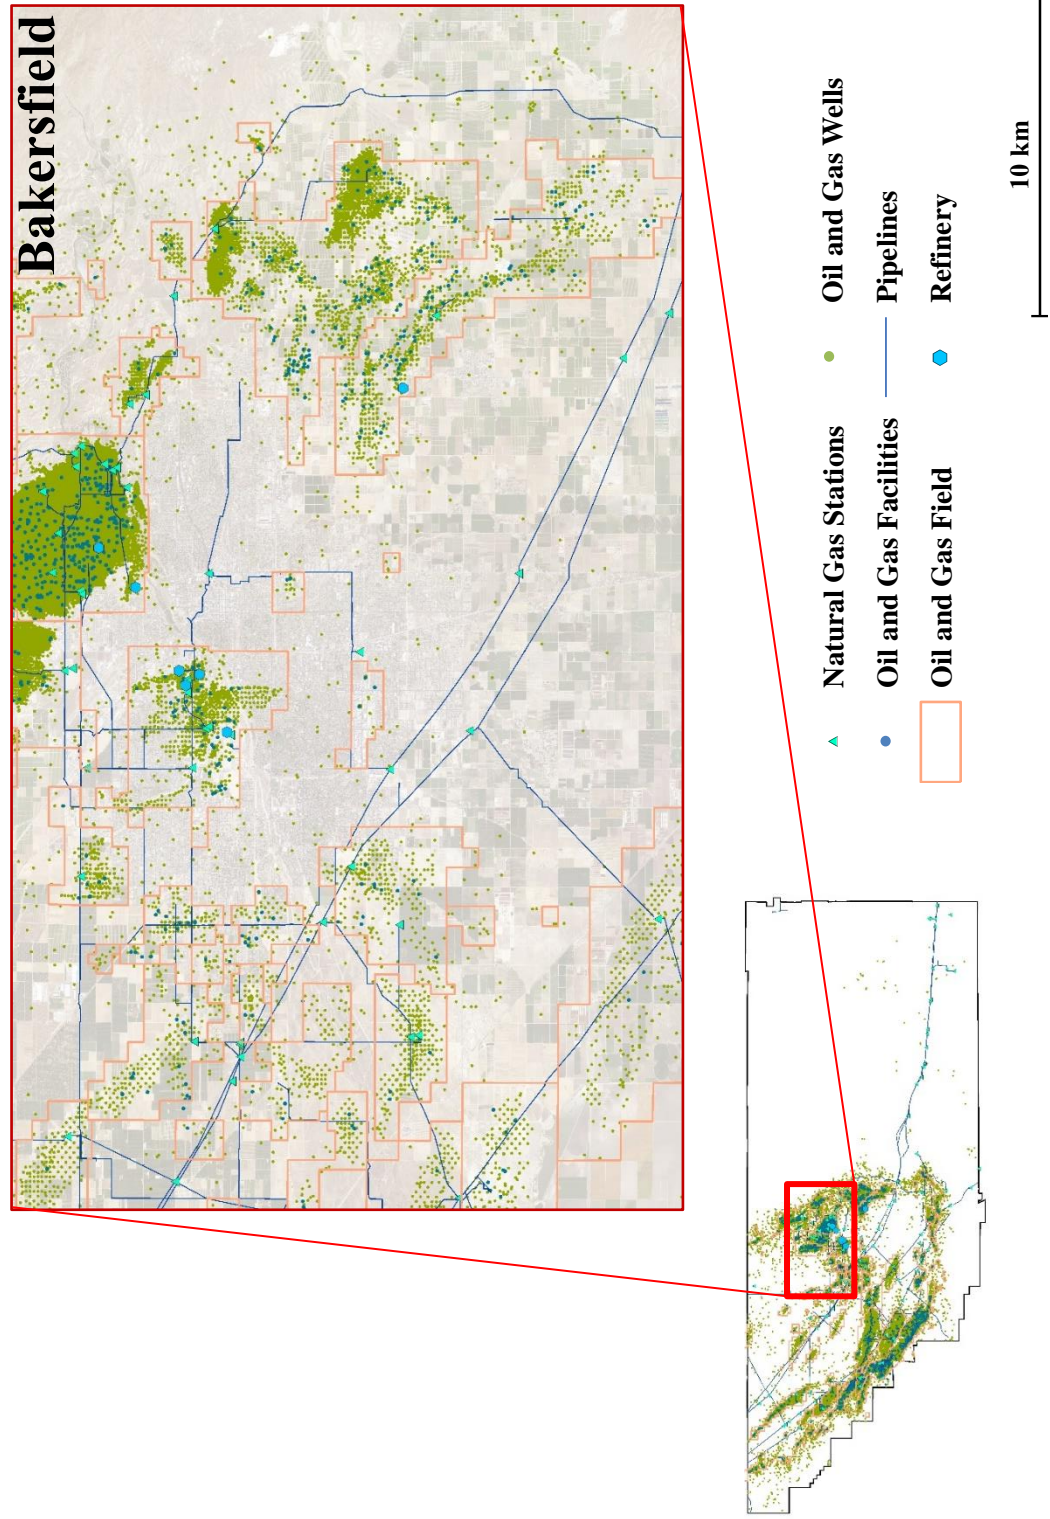 Bakersfield
Natural Gas Stations
Oil and Gas Wells
Oil and Gas Facilities
Pipelines
Oil and Gas Field
Refinery
10 km